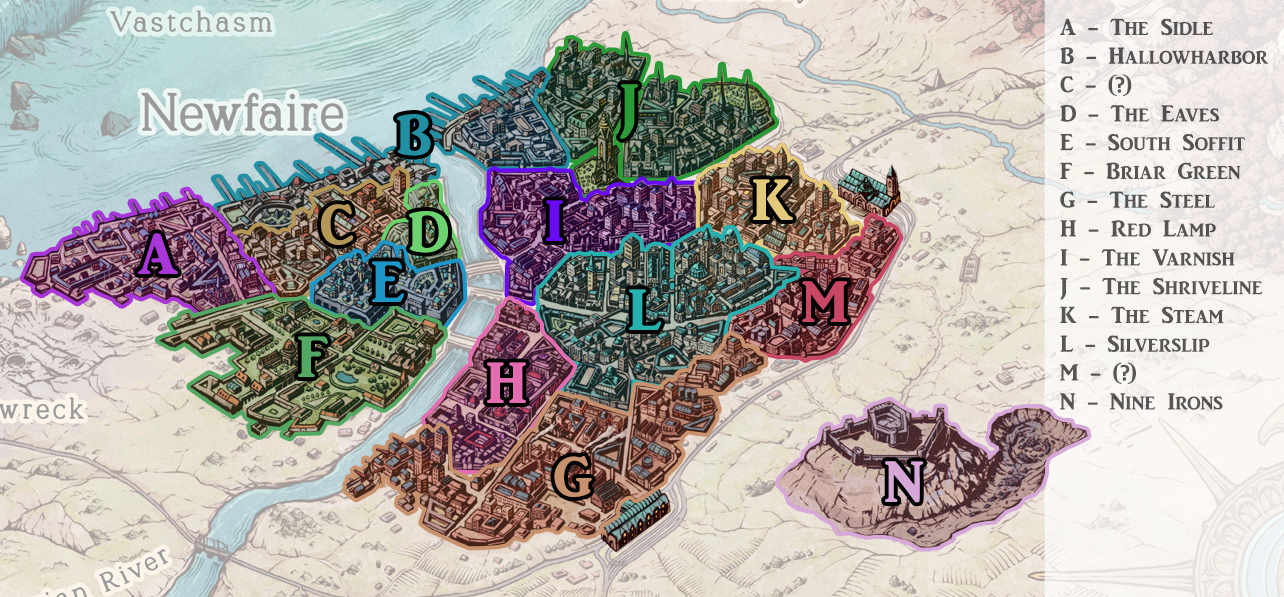 Vastchasm
Newfaire
wreck
ian River
A
B
C
D
E
F
G
H
I
J
K
L
M
N
A – The Sidle
B – Hallowharbor
C – (?)
D – The Eaves
E – South Soffit
F – Briar Green
G – The Steel
H – Red Lamp
I – The Varnish
J – The Shriveline
K – The Steam
L – Silverslip
M – (?)
N – Nine Irons